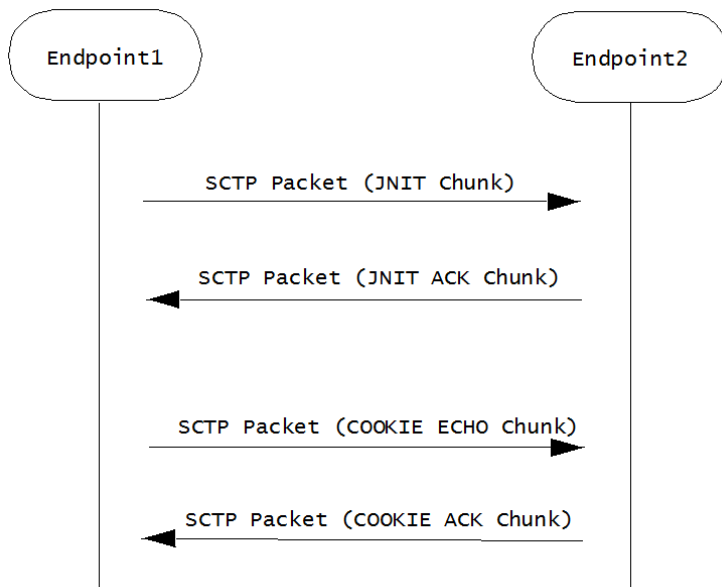 Endpoint1
Endpoint2
SCTP Packet (JNIT Chunk)
SCTP Packet (JNIT ACK Chunk)
SCTP Packet (COOKIE ECHO Chunk)
SCTP Packet (COOKIE ACK Chunk)